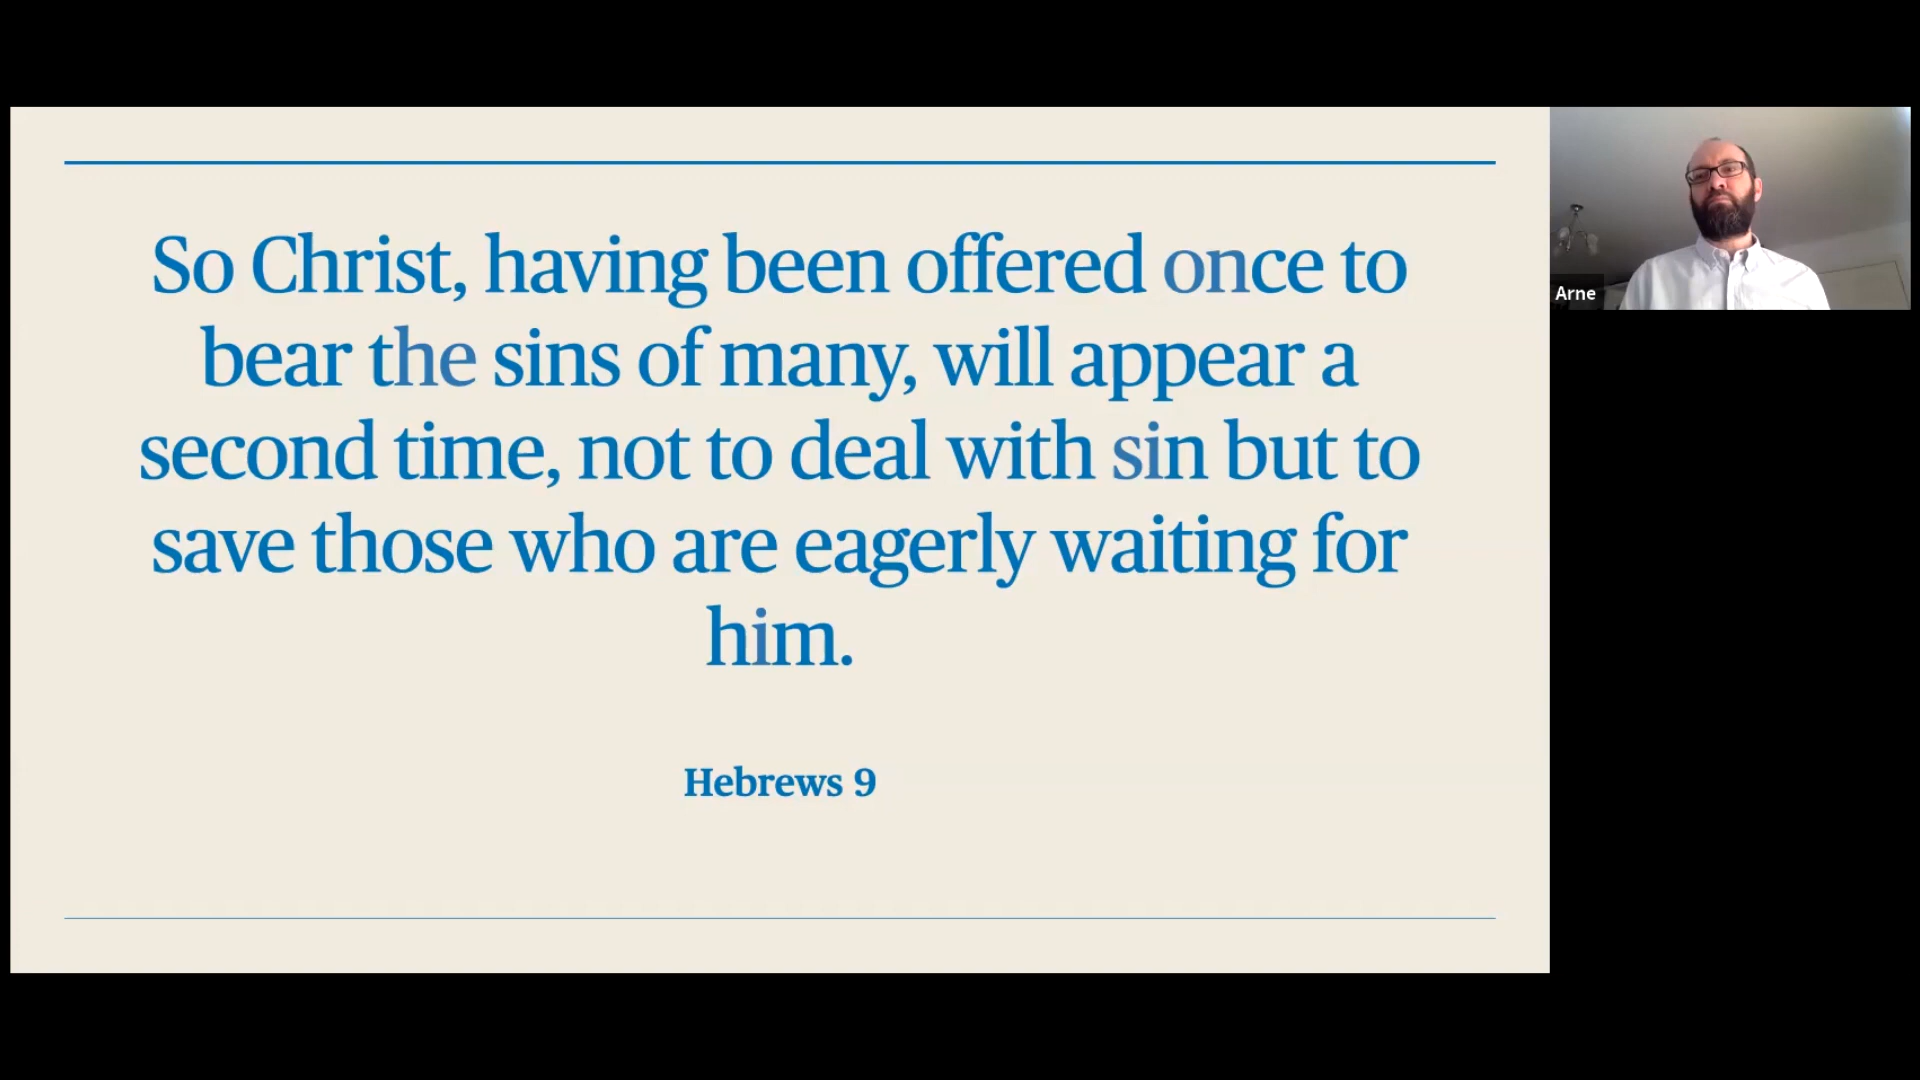 So Christ, having been offered once to
bear the sins of many, will appear a
second time, not to deal with sin but to
save those who are eagerly waiting for
him.
Hebrews 9
Arne